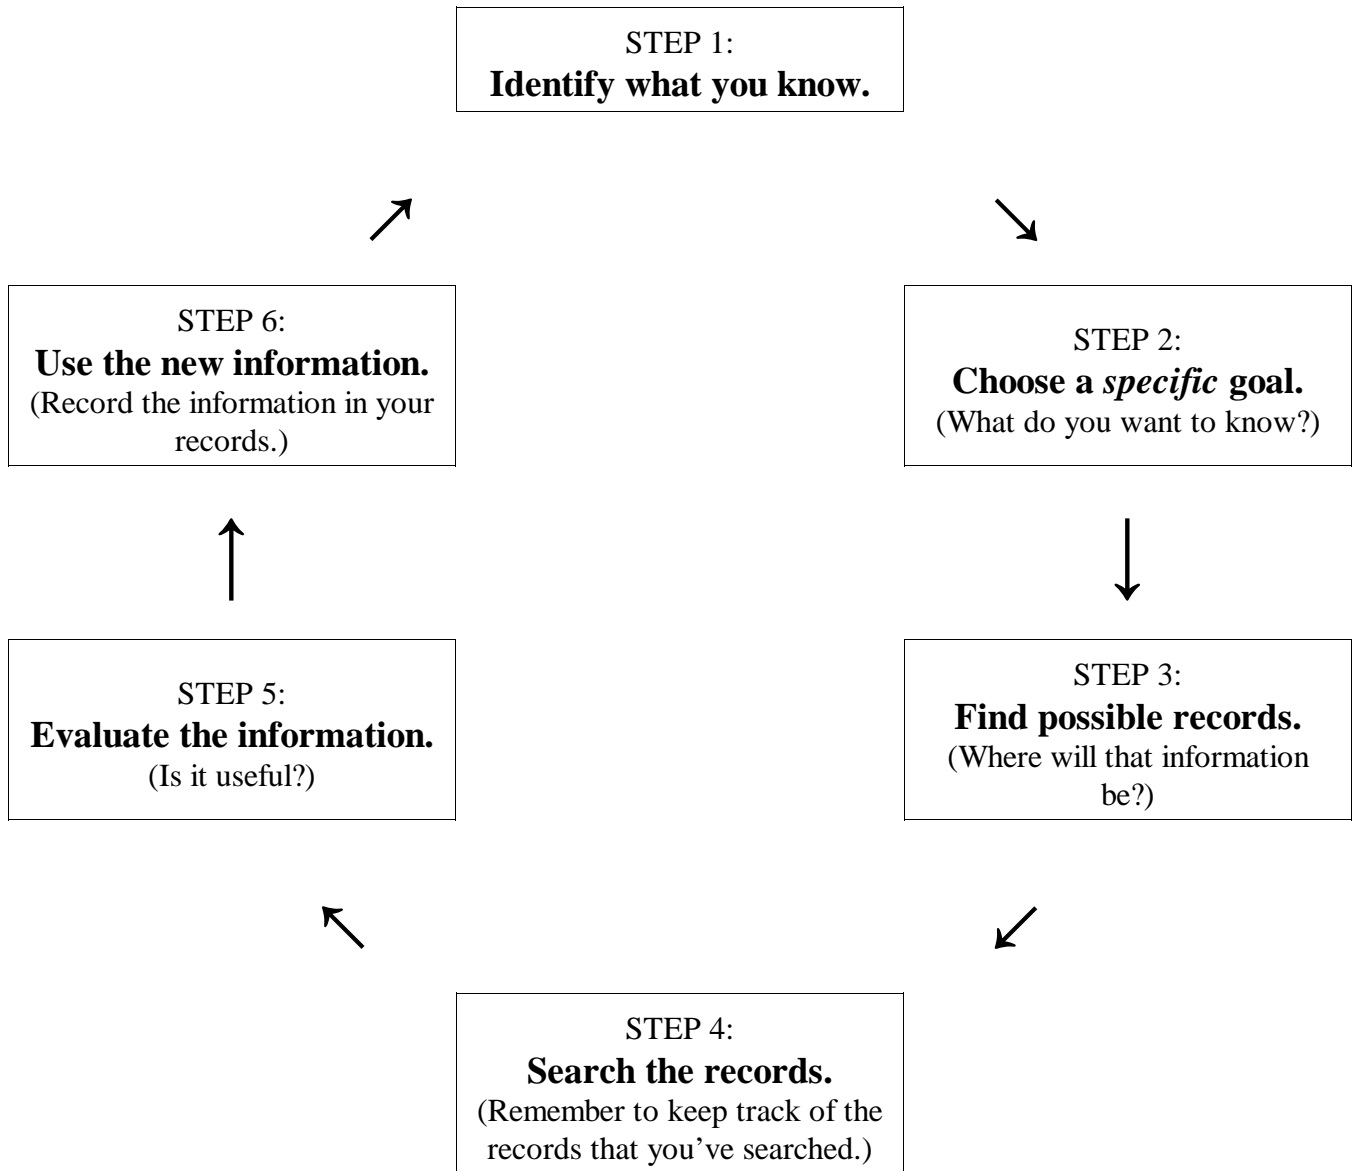 STEP 1:
Identify what you know.
STEP 2:
Choose a specific goal.
(What do you want to know?)
STEP 3:
Find possible records.
(Where will that information
be?)
STEP 4:
Search the records.
(Remember to keep track of the
records that you’ve searched.)
STEP 5:
Evaluate the information.
(Is it useful?)
STEP 6:
Use the new information.
(Record the information in your
records.)